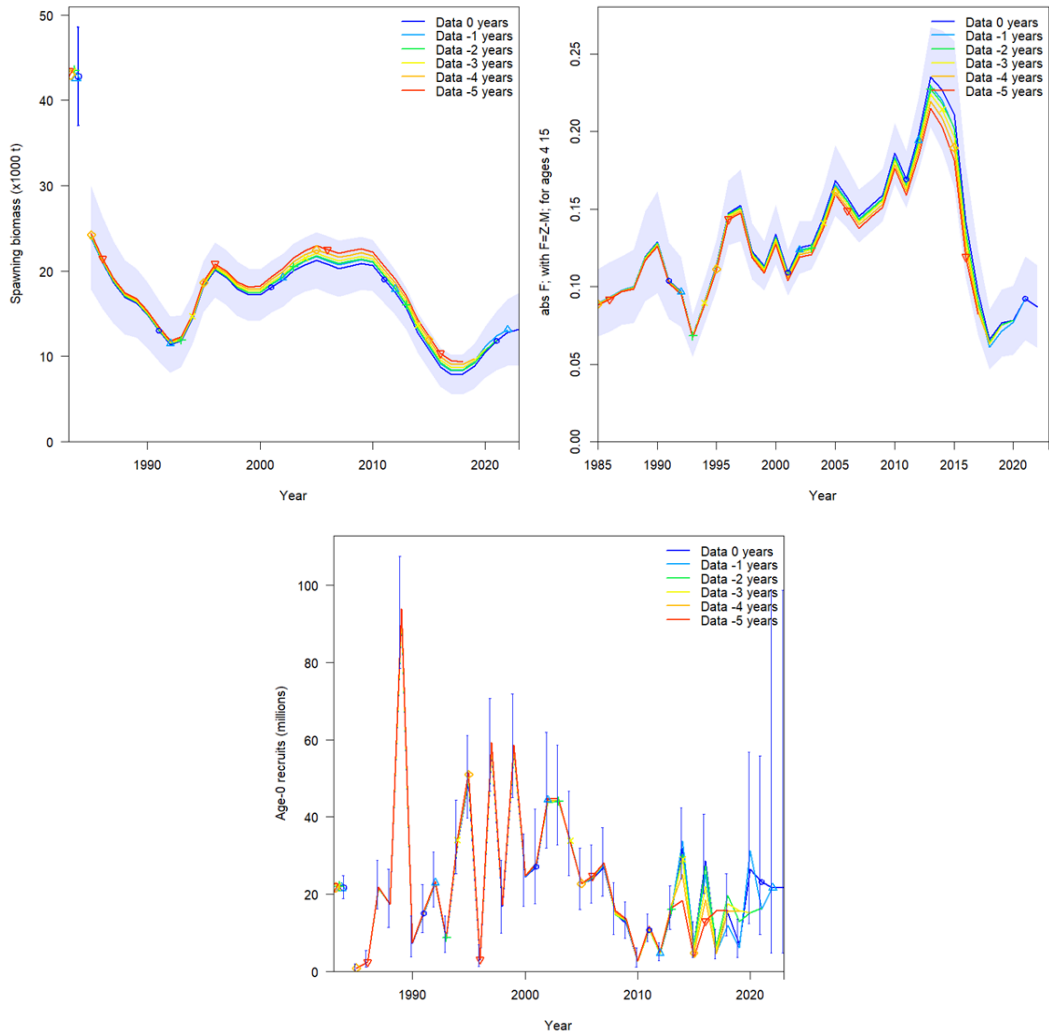 Data 0 years
Data -1 years
Data -2 years
Data -3 years
Data -4 years
Data -5 years
Spawning biomass (x1000 t)
50
40
30
20
10
0
1990 2000 2010 2020
Year
Data 0 years
Data -1 years
Data -2 years
Data -3 years
Data -4 years
Data -5 years
abs F; with F=Z-M; for ages 4 15
0.25
0.20
0.15
0.10
0.05
0.00
1985 1990 1995 2000 2005 2010 2015 2020
Year
Data 0 years
Data -1 years
Data -2 years
Data -3 years
Data -4 years
Data -5 years
Age-0 recruits (millions)
100
80
60
40
20
0
1990 2000 2010 2020
Year